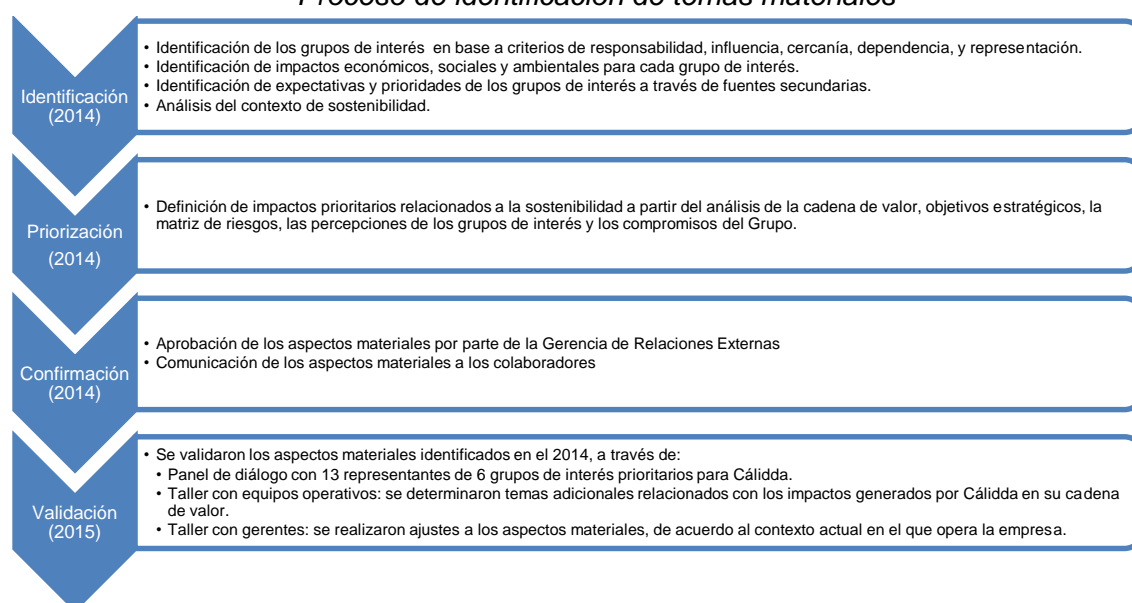 Proceso de identificación de temas materiales
Identificación
(2014)
• Identificación de los grupos de interés en base a criterios de responsabilidad, influencia, cercanía, dependencia, y representación.
• Identificación de impactos económicos, sociales y ambientales para cada grupo de interés.
• Identificación de expectativas y prioridades de los grupos de interés a través de fuentes secundarias.
• Análisis del contexto de sostenibilidad.
Priorización
(2014)
• Definición de impactos prioritarios relacionados a la sostenibilidad a partir del análisis de la cadena de valor, objetivos estratégicos, la
matriz de riesgos, las percepciones de los grupos de interés y los compromisos del Grupo.
Confirmación
(2014)
• Aprobación de los aspectos materiales por parte de la Gerencia de Relaciones Externas
• Comunicación de los aspectos materiales a los colaboradores
Validación
(2015)
• Se validaron los aspectos materiales identificados en el 2014, a través de:
• Panel de diálogo con 13 representantes de 6 grupos de interés prioritarios para Cálidda.
• Taller con equipos operativos: se determinaron temas adicionales relacionados con los impactos generados por Cálidda en su cadena
de valor.
• Taller con gerentes: se realizaron ajustes a los aspectos materiales, de acuerdo al contexto actual en el que opera la empresa.